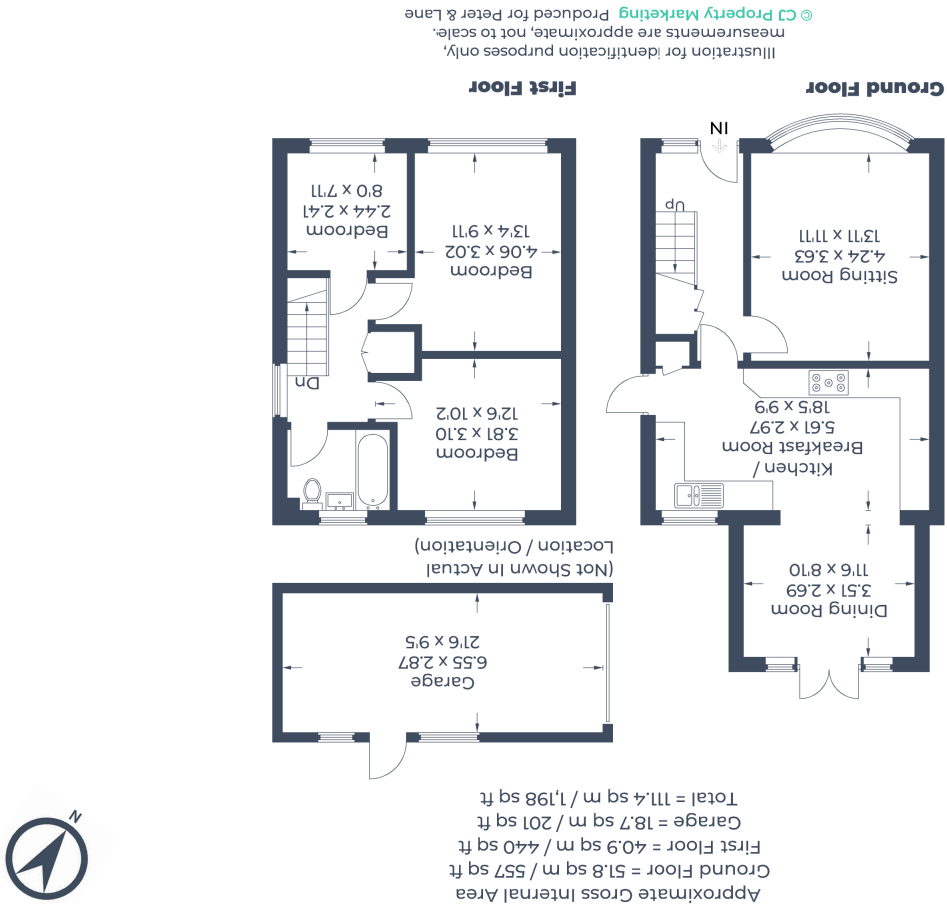 Approximate Gross Internal Area
Ground Floor = 51.8 sq m / 557 sq ft
First Floor = 40.9 sq m / 440 sq ft
Garage = 18.7 sq m / 201 sq ft
Total = 111.4 sq m / 1,198 sq ft
N
Garage
6.55 x 2.87
21'6 x 9'5
(Not Shown In Actual
Location / Orientation)
Dining Room
3.51 x 2.69
11'6 x 8'10
Kitchen /
Breakfast Room
5.61 x 2.97
18'5 x 9'9
Sitting Room
4.24 x 3.63
13'11 x 11'11
Up
IN
Ground Floor
Bedroom
3.81 x 3.10
12'6 x 10'2
Dn
Bedroom
4.06 x 3.02
13'4 x 9'11
Bedroom
2.44 x 2.41
8'0 x 7'11
First Floor
Illustration for identification purposes only,
measurements are approximate, not to scale.
© CJ Property Marketing Produced for Peter & Lane